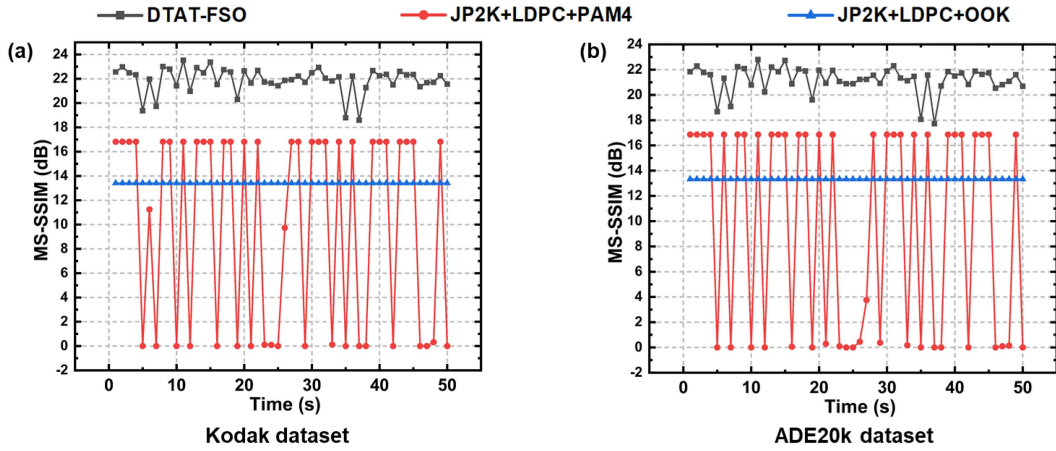 DTAT-FSO JP2K+LDPC+PAM4 JP2K+LDPC+OOK
(a)
MS-SSIM (dB)
24
22
20
18
16
14
12
10
8
6
4
2
0
-2
0 10 20 30 40 50
Time (s)
Kodak dataset
(b)
MS-SSIM (dB)
24
22
20
18
16
14
12
10
8
6
4
2
0
-2
0 10 20 30 40 50
Time (s)
ADE20k dataset